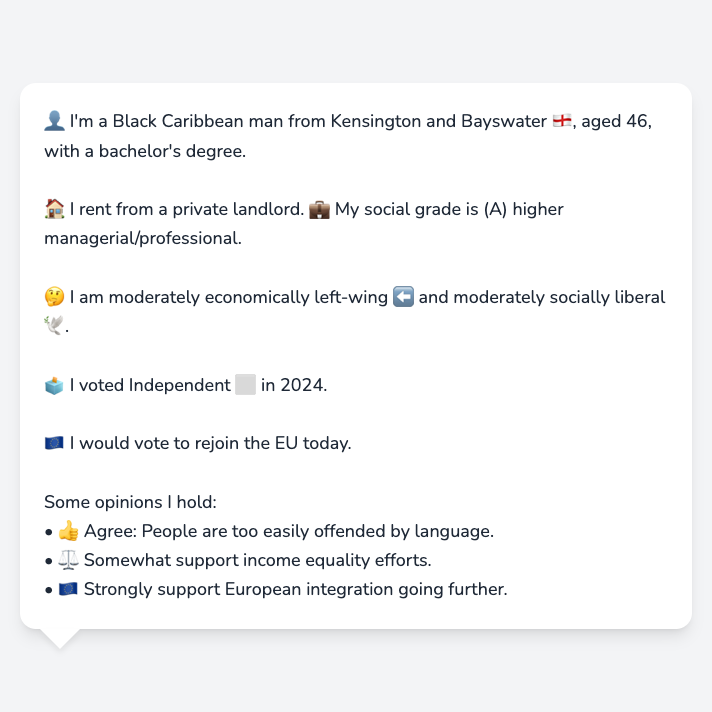 👤 I'm a Black Caribbean man from Kensington and Bayswater 🏴󠁧󠁢󠁥󠁮󠁧󠁿, aged 46,
with a bachelor's degree.
🏠 I rent from a private landlord. 💼 My social grade is (A) higher
managerial/professional.
🤔 I am moderately economically left-wing ⬅️ and moderately socially liberal
🕊️.
🗳️ I voted Independent ⬜ in 2024.
🇪🇺 I would vote to rejoin the EU today.
Some opinions I hold:
• 👍 Agree: People are too easily offended by language.
• ⚖️ Somewhat support income equality efforts.
• 🇪🇺 Strongly support European integration going further.